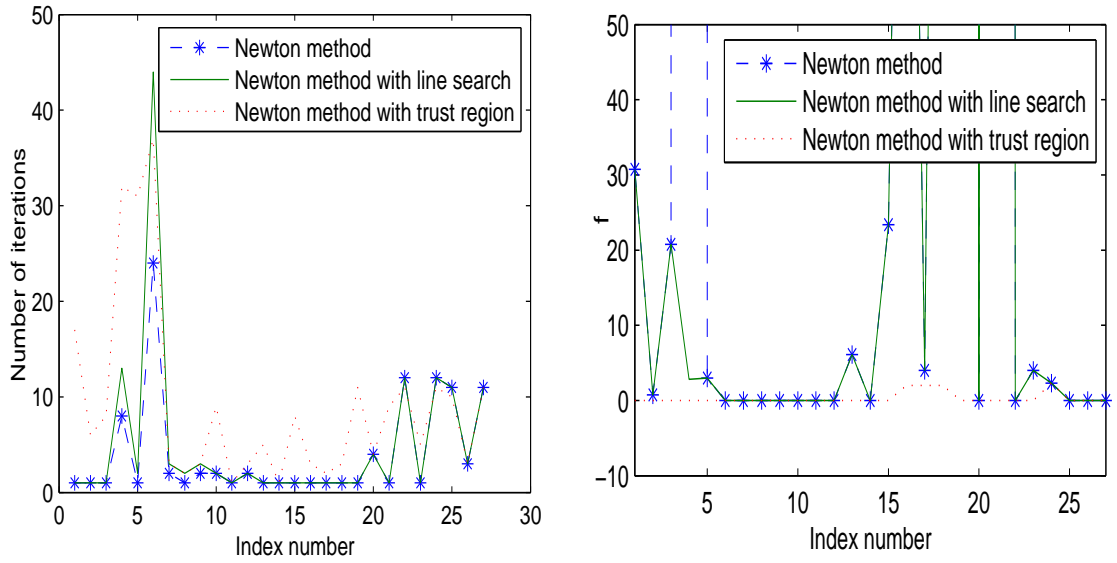 50
40
30
20
10
0
0
5
10
15
20
25
30
Number of iterations
Index number
Newton method
Newton method with line search
Newton method with trust region
50
40
30
20
10
0
−10
5
10
15
20
25
f
Index number
Newton method
Newton method with line search
Newton method with trust region